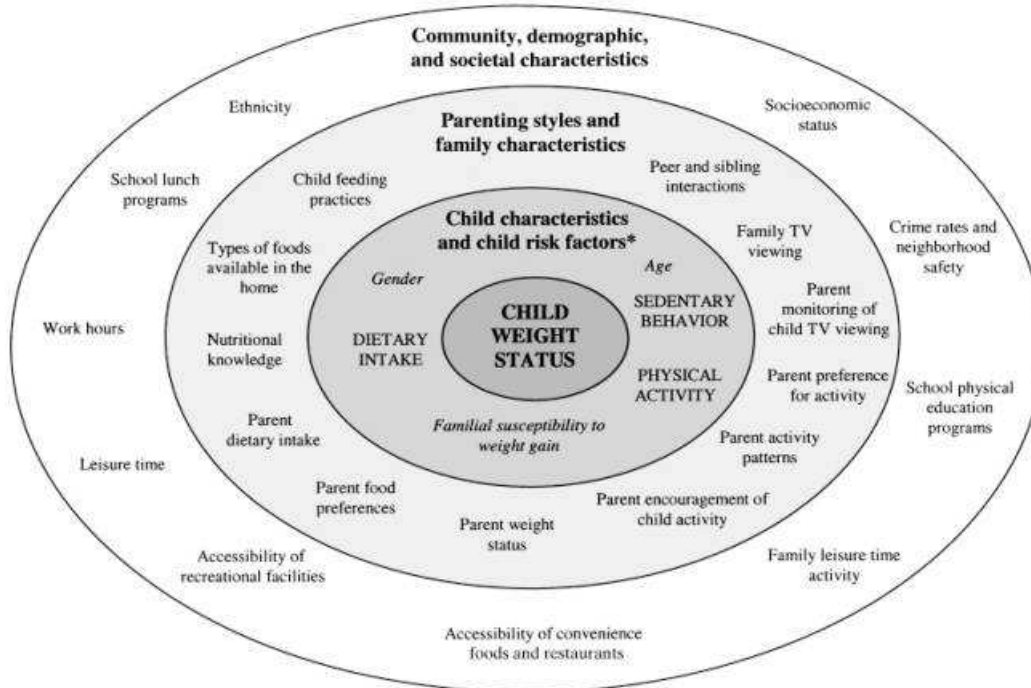 Community, demographic,
and societal characteristics
Ethnicity
Socioeconomic
status
Parenting styles and
family characteristics
School lunch
programs
Child feeding
practices
Peer and sibling
interactions
Child characteristics
and child risk factors*
Family TV
viewing
Crime rates and
neighborhood
safety
Types of foods
available in the
home
Gender
Age
Work hours
Nutritional
knowledge
DIETARY
INTAKE
CHILD
WEIGHT
STATUS
SEDENTARY
BEHAVIOR
Parent
monitoring of
child TV viewing
PHYSICAL
ACTIVITY
Parent preference
for activity
School physical
education
programs
Parent
dietary intake
Familial susceptibility to
weight gain
Parent activity
patterns
Leisure time
Parent food
preferences
Parent weight
status
Parent encouragement of
child activity
Accessibility of
recreational facilities
Family leisure time
activity
Accessibility of convenience
foods and restaurants